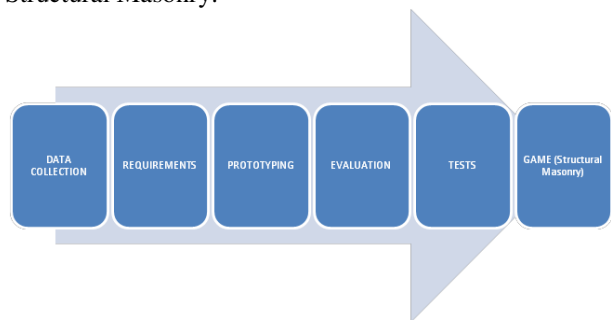 Structural Masonry.
DATA
COLLECTION
REQUIREMENTS
PROTOTYPING
EVALUATION
TESTS
GAME (Structural
Masonry)